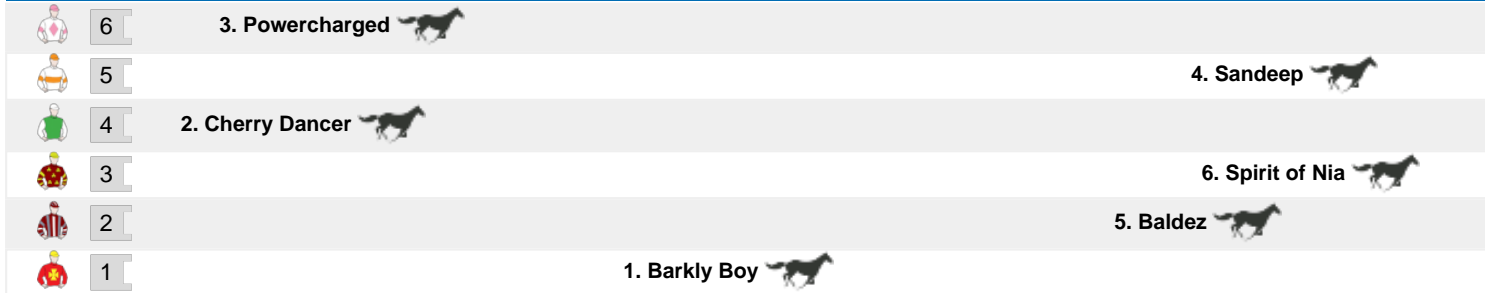 6 3. Powercharged
5 4. Sandeep
4 2. Cherry Dancer
3 6. Spirit of Nia
2 5. Baldez
1 1. Barkly Boy